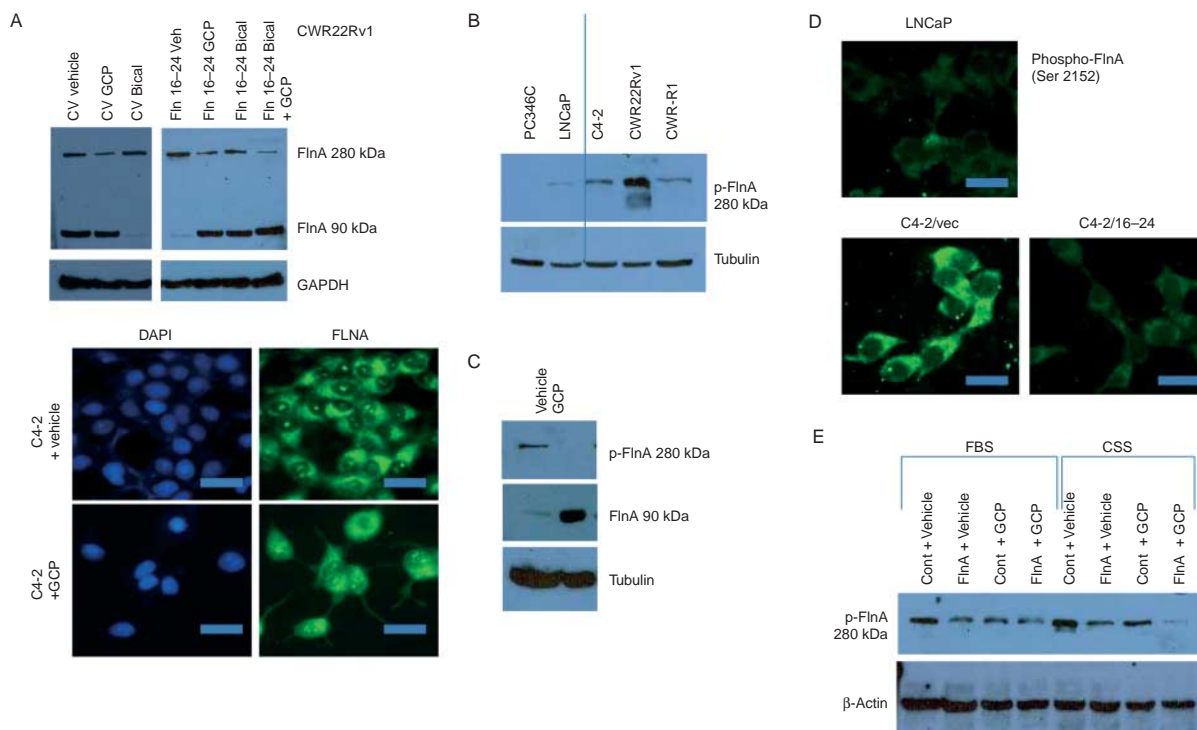 A
CWR22Rv1
CV vehicle
CV GCP
CV Bical
Fln 16–24 Veh
Fln 16–24 GCP
Fln 16–24 Bical
Fln 16–24 Bical
+ GCP
FlnA 280 kDa
FlnA 90 kDa
GAPDH
DAPI
FLNA
C4-2
+ vehicle
C4-2
+GCP
B
PC346C
LNCaP
C4-2
CWR22Rv1
CWR-R1
p-FlnA
280 kDa
Tubulin
C
Vehicle
GCP
p-FlnA 280 kDa
FlnA 90 kDa
Tubulin
D
LNCaP
Phospho-FlnA
(Ser 2152)
C4-2/vec
C4-2/16–24
E
FBS
CSS
Cont + Vehicle
FlnA + Vehicle
Cont + GCP
FlnA + GCP
Cont + Vehicle
FlnA + Vehicle
Cont + GCP
FlnA + GCP
p-FlnA
280 kDa
β-Actin